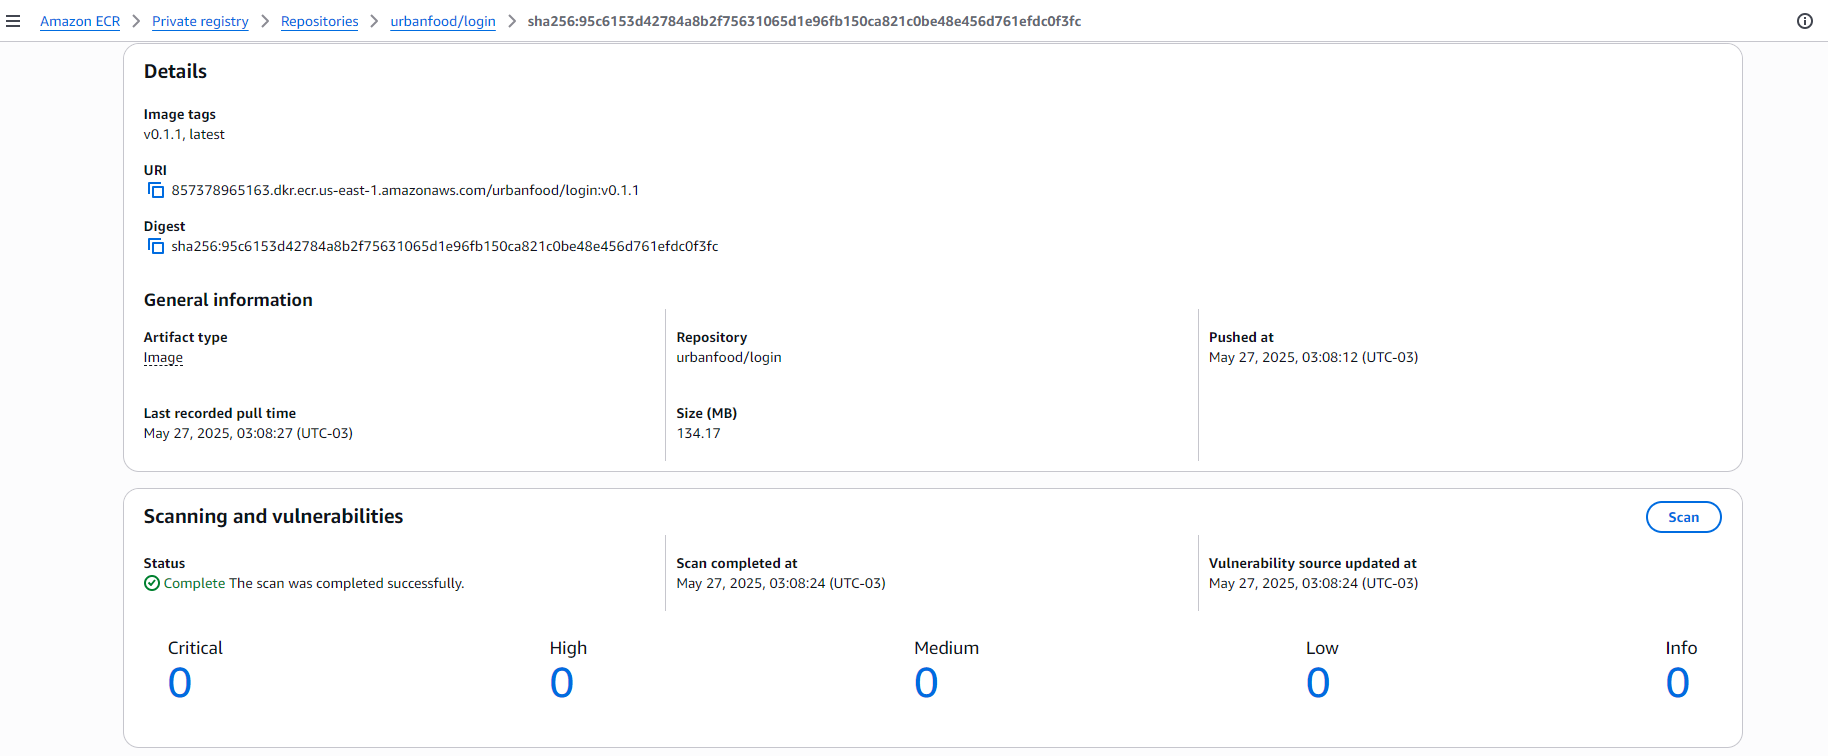 Amazon ECR > Private registry > Repositories > urbanfood/login > sha256:95c6153d42784a8b2f75631065d1e96fb150ca821c0be48e456d761efdc0f3fc
Details
Image tags
v0.1.1, latest
URI
857378965163.dkr.ecr.us-east-1.amazonaws.com/urbanfood/login:v0.1.1
Digest
sha256:95c6153d42784a8b2f75631065d1e96fb150ca821c0be48e456d761efdc0f3fc
General information
Artifact type
Image
Repository
urbanfood/login
Pushed at
May 27, 2025, 03:08:12 (UTC-03)
Last recorded pull time
May 27, 2025, 03:08:27 (UTC-03)
Size (MB)
134.17
Scanning and vulnerabilities
Scan
Status
Complete The scan was completed successfully.
Scan completed at
May 27, 2025, 03:08:24 (UTC-03)
Vulnerability source updated at
May 27, 2025, 03:08:24 (UTC-03)
Critical
0
High
0
Medium
0
Low
0
Info
0